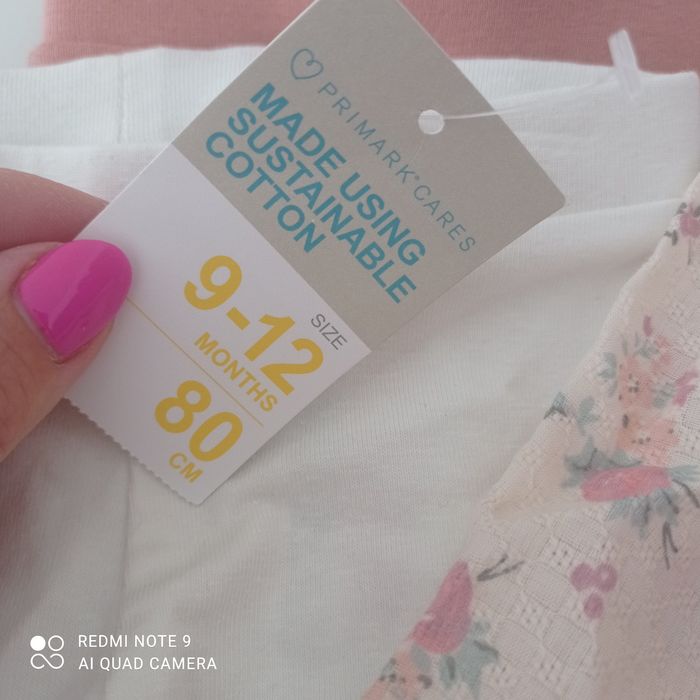 PRIMARK® CARES
MADE USING
SUSTAINABLE
COTTON
SIZE
9-12
MONTHS
80
CM
REDMI NOTE 9
AI QUAD CAMERA